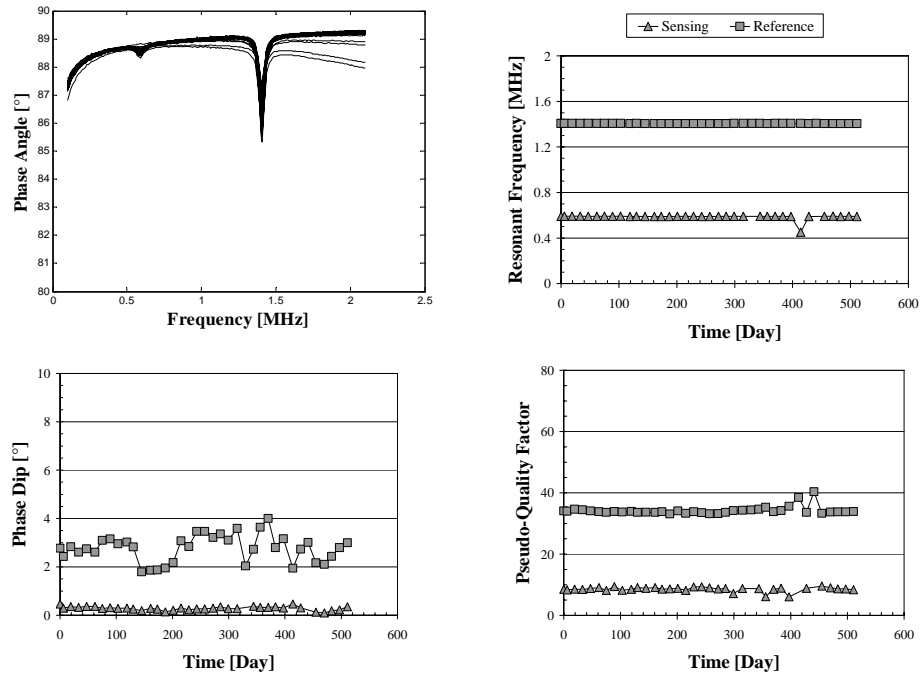 90
89
88
87
86
85
84
83
82
81
80
0 0.5 1 1.5 2 2.5
Phase Angle [°]
Frequency [MHz]
Sensing Reference
2
1.6
1.2
0.8
0.4
0
0 100 200 300 400 500 600
Resonant Frequency [MHz]
Time [Day]
10
8
6
4
2
0
0 100 200 300 400 500 600
Phase Dip [°]
Time [Day]
80
60
40
20
0
0 100 200 300 400 500 600
Pseudo-Quality Factor
Time [Day]